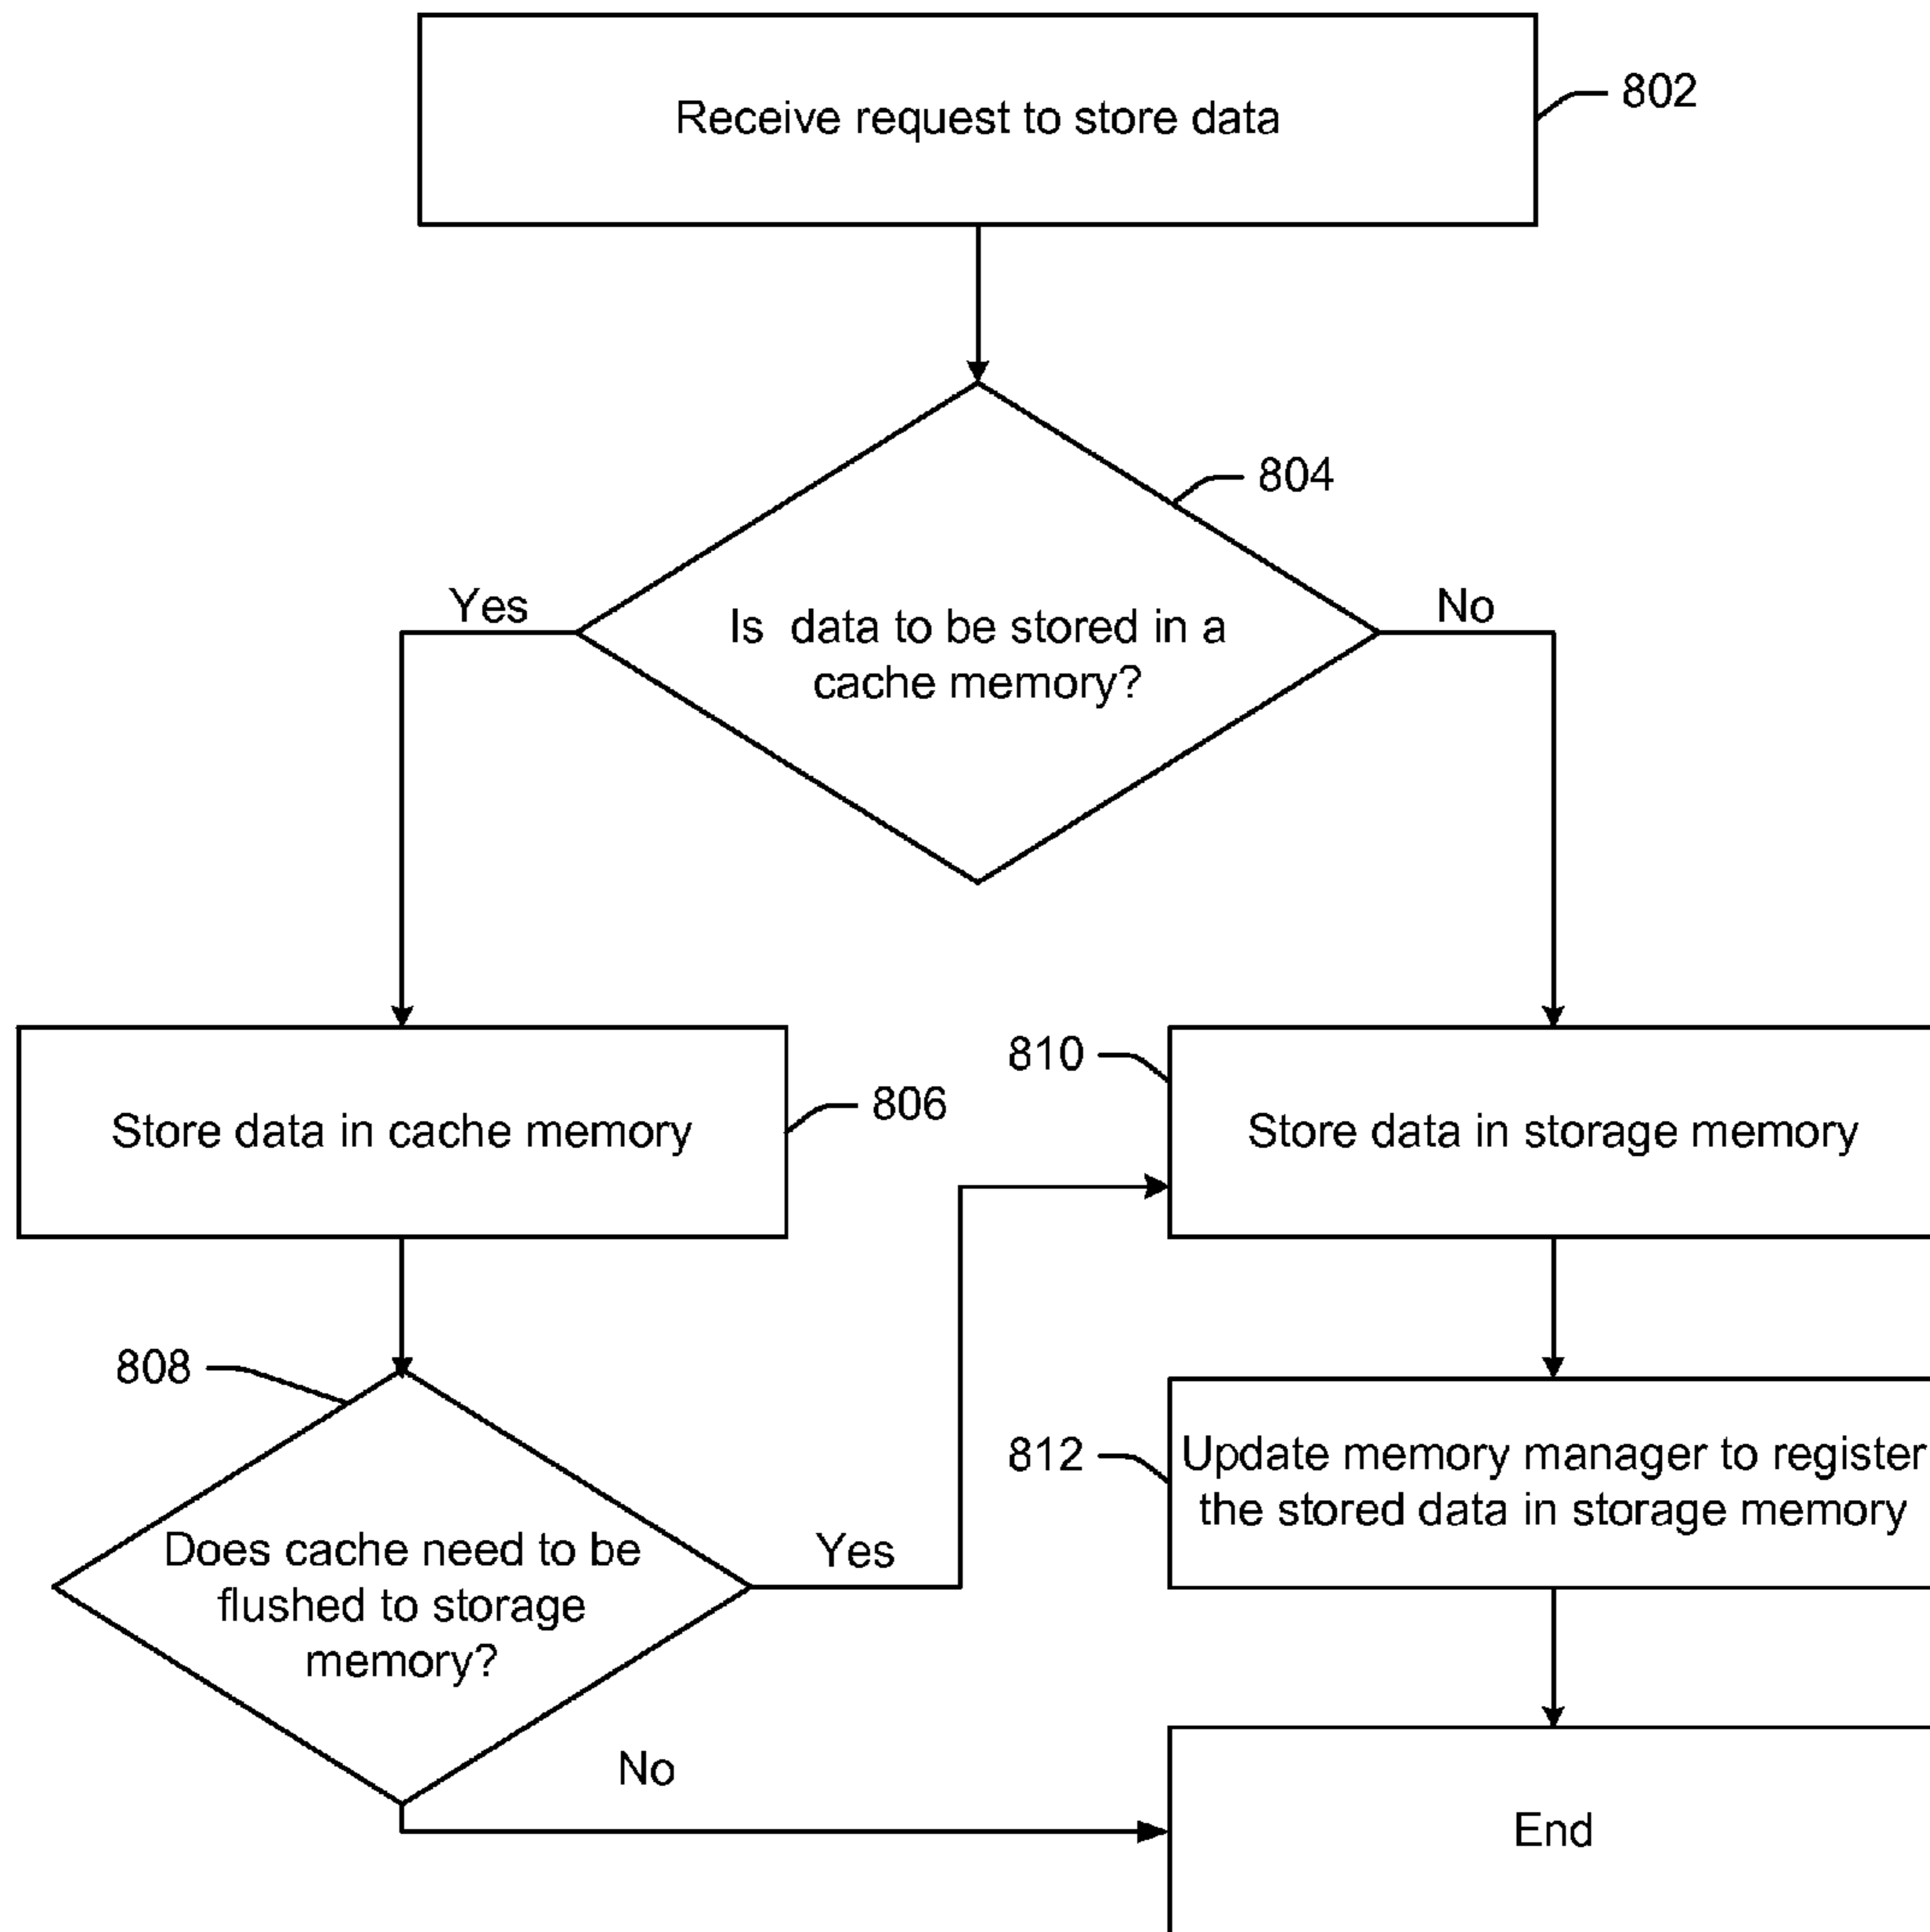 Receive request to store data
802
804
Is data to be stored in a
cache memory?
Yes
No
Store data in cache memory
806
810
Store data in storage memory
808
Does cache need to be
flushed to storage
memory?
Yes
No
812
Update memory manager to register
the stored data in storage memory
End